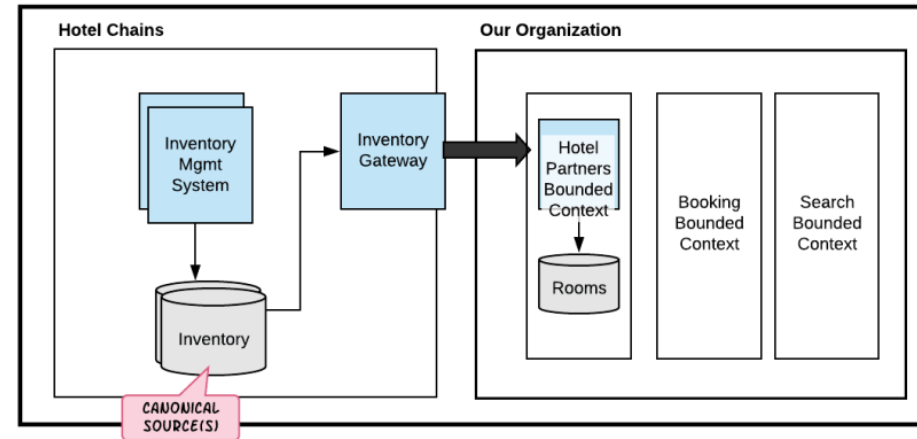 Hotel Chains
Our Organization
Inventory
Mgmt
System
Inventory
Gateway
Hotel
Partners
Bounded
Context
Booking
Bounded
Context
Search
Bounded
Context
Rooms
Inventory
CANONICAL
SOURCE(S)